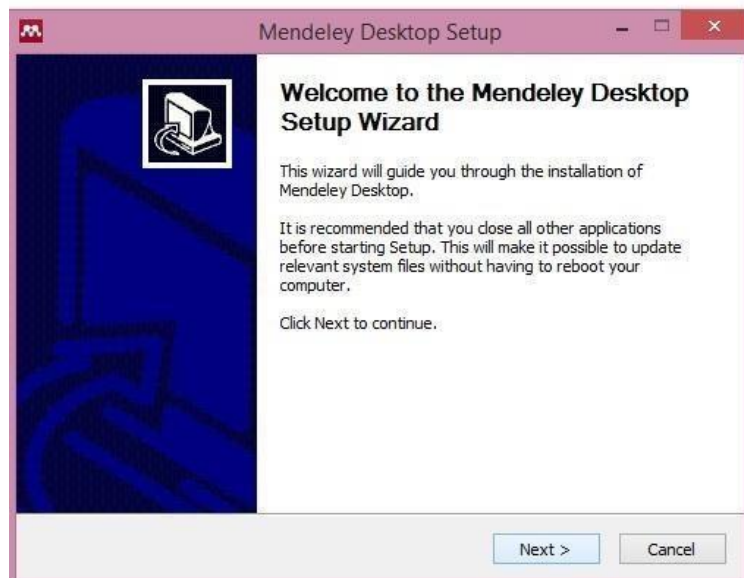 Mendeley Desktop Setup
Welcome to the Mendeley Desktop
Setup Wizard
This wizard will guide you through the installation of
Mendeley Desktop.
It is recommended that you close all other applications
before starting Setup. This will make it possible to update
relevant system files without having to reboot your
computer.
Click Next to continue.
Next >
Cancel